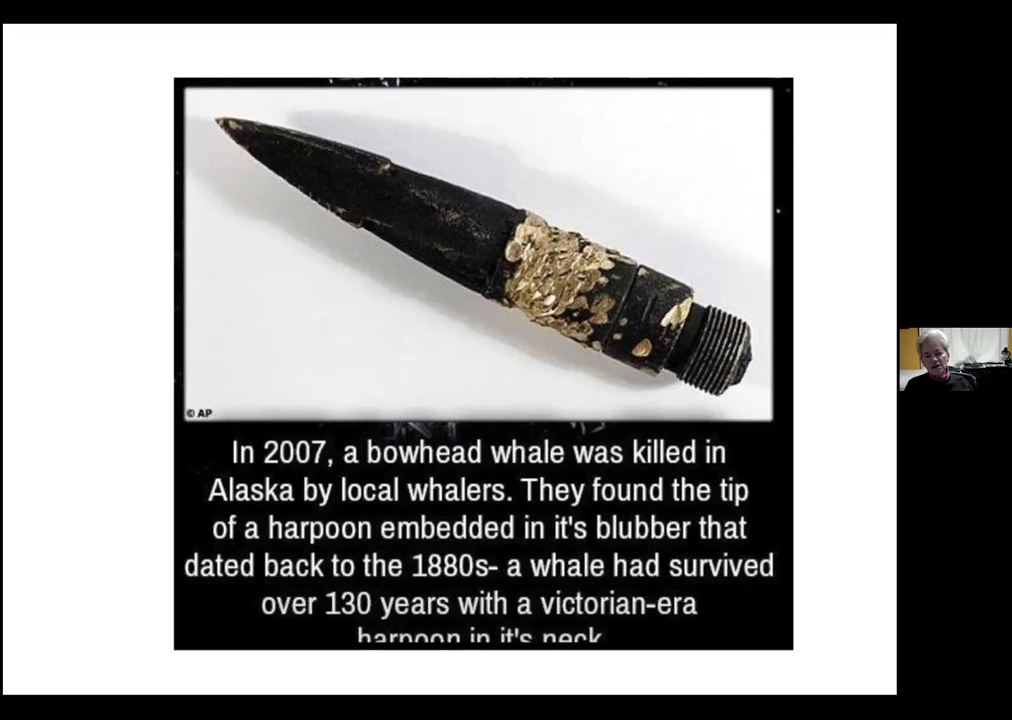 © AP
In 2007, a bowhead whale was killed in
Alaska by local whalers. They found the tip
of a harpoon embedded in it's blubber that
dated back to the 1880s- a whale had survived
over 130 years with a victorian-era
harpoon in it's neck